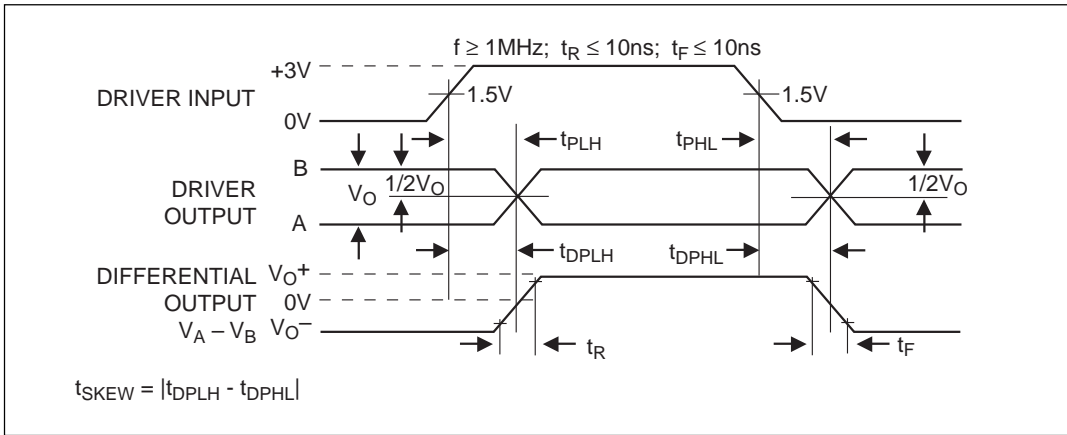 f ≥ 1MHz; tR ≤ 10ns; tF ≤ 10ns
+3V
DRIVER INPUT
1.5V
1.5V
0V
tPLH
tPHL
B
DRIVER
OUTPUT
VO
1/2VO
1/2VO
A
tDPLH
tDPHL
DIFFERENTIAL
OUTPUT
VA – VB
VO+
0V
VO–
tR
tF
tSKEW = |tDPLH - tDPHL|